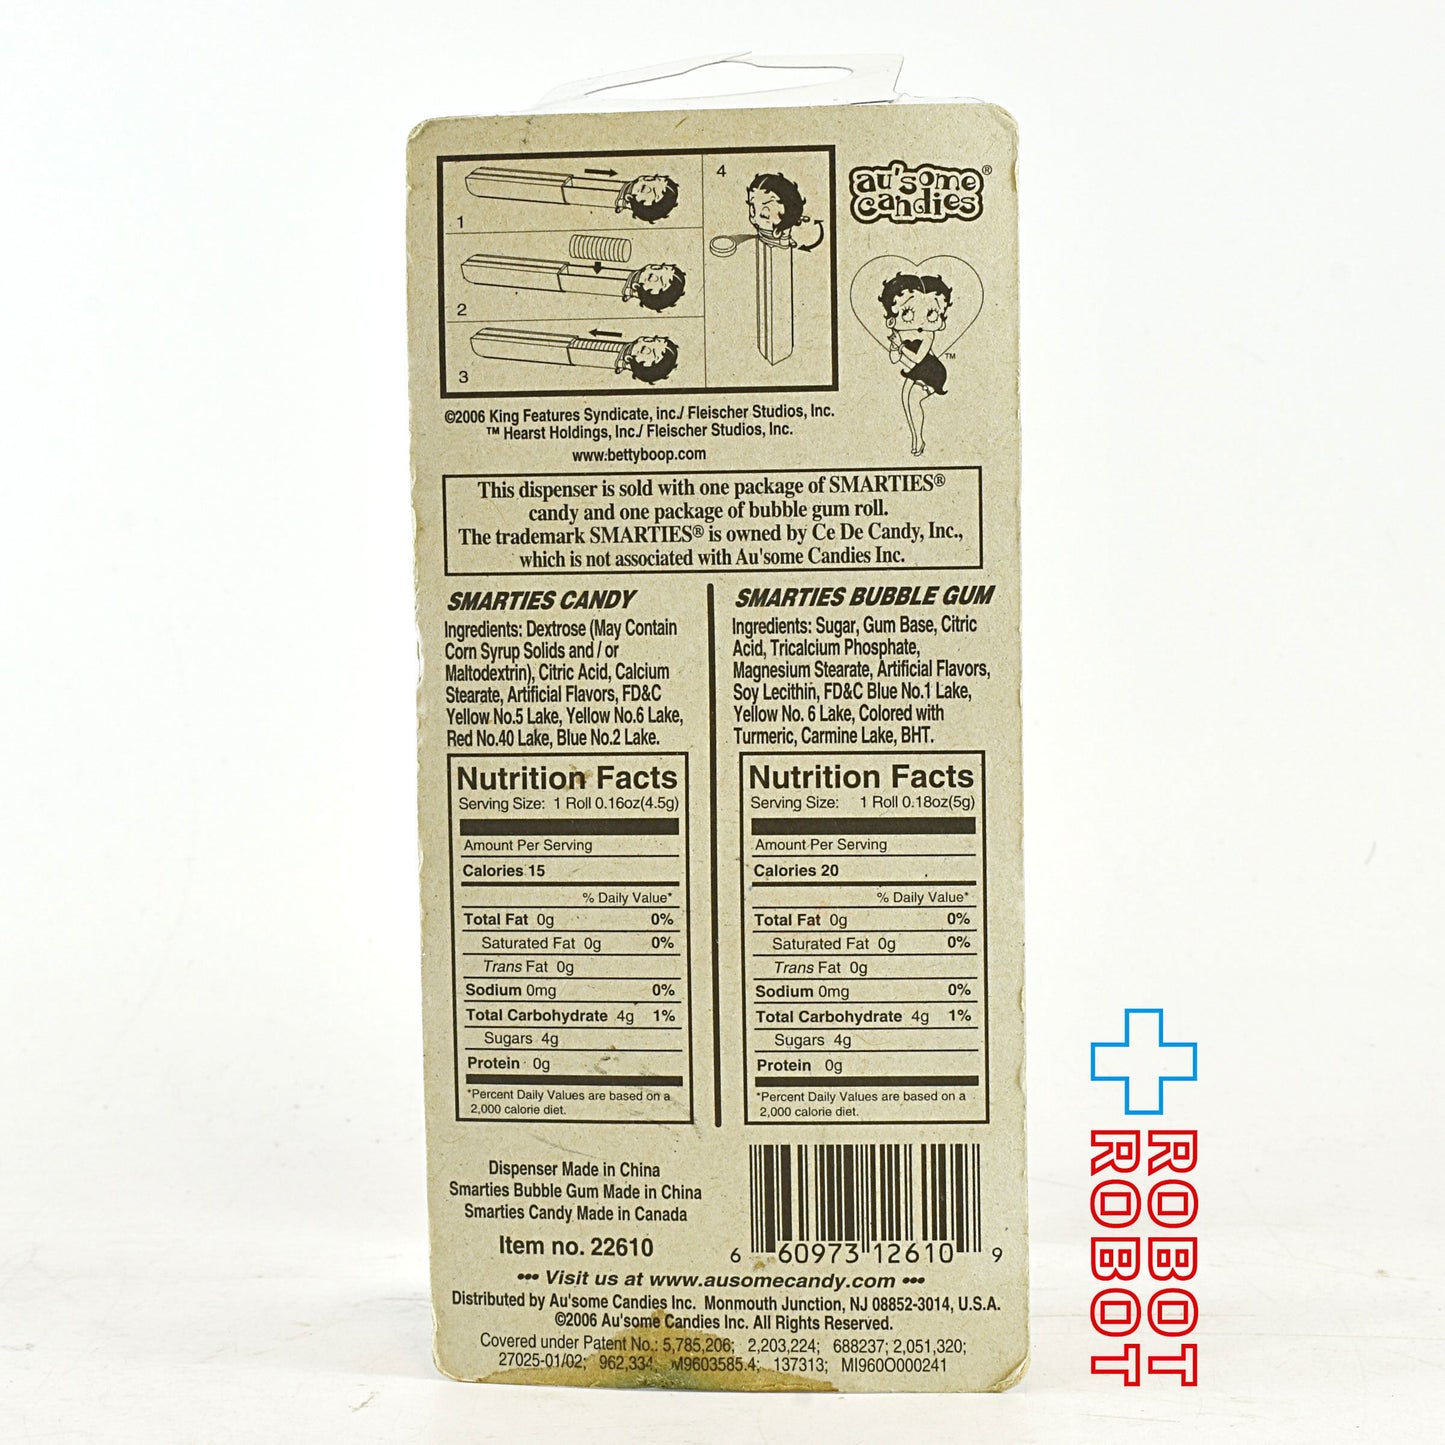 1
2
3
4
au'some®
candies
TM
©2006 King Features Syndicate, inc./ Fleischer Studios, Inc.
™ Hearst Holdings, Inc./ Fleischer Studios, Inc.
www.bettyboop.com
This dispenser is sold with one package of SMARTIES®
candy and one package of bubble gum roll.
The trademark SMARTIES® is owned by Ce De Candy, Inc.,
which is not associated with Au'some Candies Inc.
SMARTIES CANDY
Ingredients: Dextrose (May Contain
Corn Syrup Solids and / or
Maltodextrin), Citric Acid, Calcium
Stearate, Artificial Flavors, FD&C
Yellow No.5 Lake, Yellow No.6 Lake,
Red No.40 Lake, Blue No.2 Lake.
Nutrition Facts
Serving Size: 1 Roll 0.16oz(4.5g)
Amount Per Serving
Calories 15
% Daily Value*
Total Fat 0g 0%
Saturated Fat 0g 0%
Trans Fat 0g
Sodium 0mg 0%
Total Carbohydrate 4g 1%
Sugars 4g
Protein 0g
*Percent Daily Values are based on a
2,000 calorie diet.
SMARTIES BUBBLE GUM
Ingredients: Sugar, Gum Base, Citric
Acid, Tricalcium Phosphate,
Magnesium Stearate, Artificial Flavors,
Soy Lecithin, FD&C Blue No.1 Lake,
Yellow No. 6 Lake, Colored with
Turmeric, Carmine Lake, BHT.
Nutrition Facts
Serving Size: 1 Roll 0.18oz(5g)
Amount Per Serving
Calories 20
% Daily Value*
Total Fat 0g 0%
Saturated Fat 0g 0%
Trans Fat 0g
Sodium 0mg 0%
Total Carbohydrate 4g 1%
Sugars 4g
Protein 0g
*Percent Daily Values are based on a
2,000 calorie diet.
Dispenser Made in China
Smarties Bubble Gum Made in China
Smarties Candy Made in Canada
Item no. 22610
6 60973 12610 9
••• Visit us at www.ausomecandy.com •••
Distributed by Au'some Candies Inc. Monmouth Junction, NJ 08852-3014, U.S.A.
©2006 Au'some Candies Inc. All Rights Reserved.
Covered under Patent No.: 5,785,206; 2,203,224; 688237; 2,051,320;
27025-01/02; 962,334; M9603585.4; 137313; MI960O000241
ROBOT
ROBOT